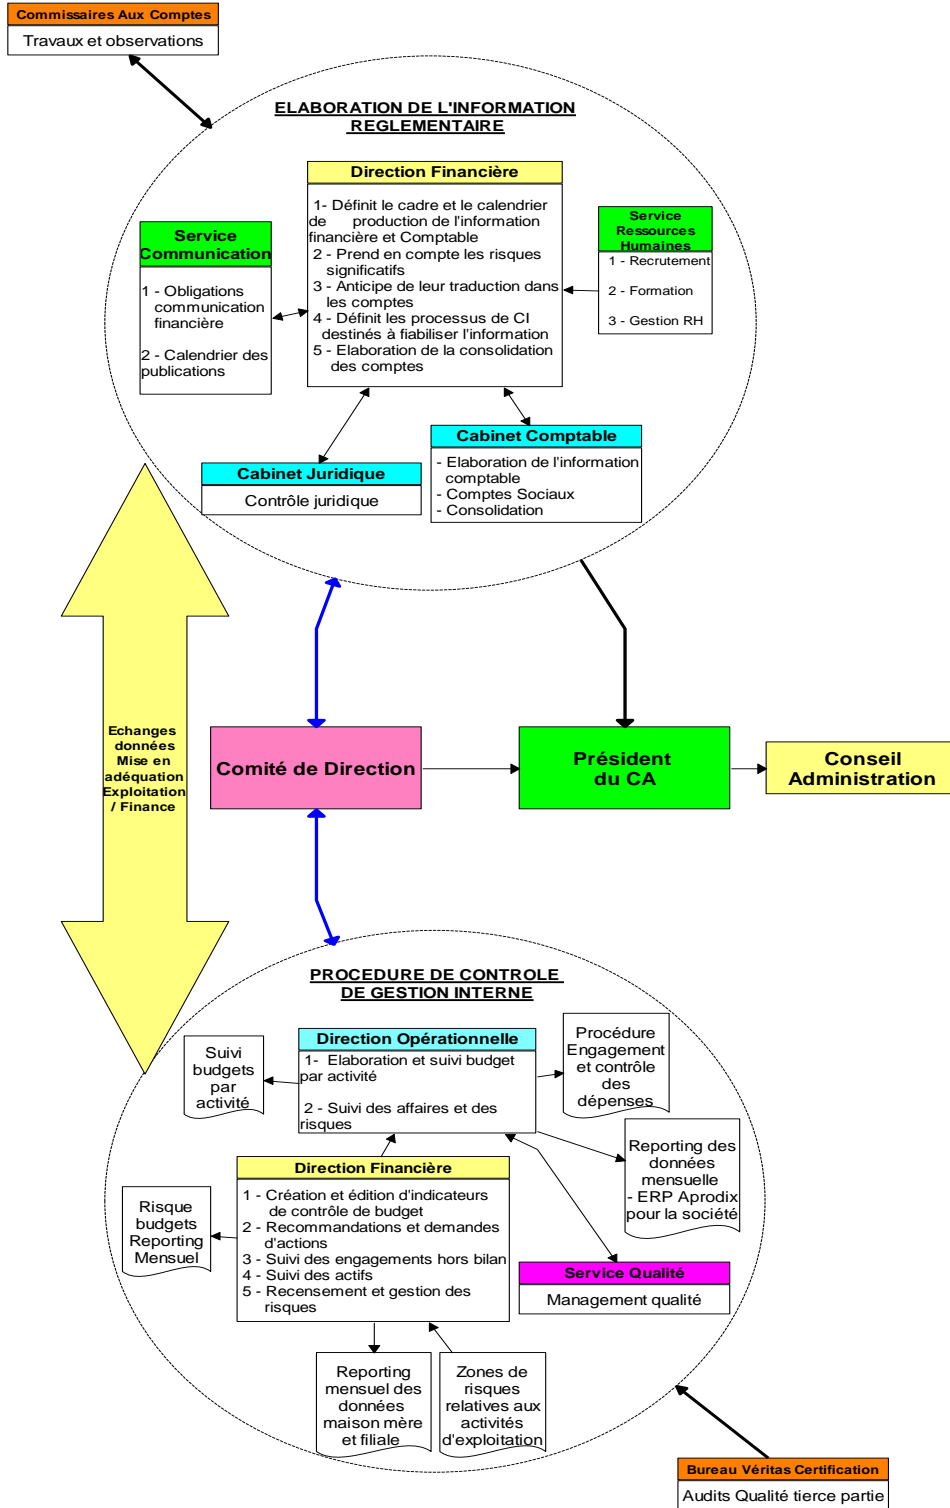 Commissaires Aux Comptes
Travaux et observations
ELABORATION DE L'INFORMATION
REGLEMENTAIRE
Direction Financière
1- Définit le cadre et le calendrier
de production de l'information
financière et Comptable
2 - Prend en compte les risques
significatifs
3 - Anticipe de leur traduction dans
les comptes
4 - Définit les processus de CI
destinés à fiabiliser l'information
5 - Elaboration de la consolidation
des comptes
Service
Communication
1 - Obligations
communication
financière
2 - Calendrier des
publications
Service
Ressources
Humaines
1 - Recrutement
2 - Formation
3 - Gestion RH
Cabinet Juridique
Contrôle juridique
Cabinet Comptable
- Elaboration de l'information
comptable
- Comptes Sociaux
- Consolidation
Echanges
données
Mise en
adéquation
Exploitation
/ Finance
Comité de Direction
Président
du CA
Conseil
Administration
PROCEDURE DE CONTROLE
DE GESTION INTERNE
Direction Opérationnelle
1- Elaboration et suivi budget
par activité
2 - Suivi des affaires et des
risques
Suivi
budgets
par
activité
Procédure
Engagement
et contrôle
des
dépenses
Reporting des
données
mensuelle
- ERP Aprodix
pour la société
Direction Financière
1 - Création et édition d'indicateurs
de contrôle de budget
2 - Recommandations et demandes
d'actions
3 - Suivi des engagements hors bilan
4 - Suivi des actifs
5 - Recensement et gestion des
risques
Risque
budgets
Reporting
Mensuel
Service Qualité
Management qualité
Reporting
mensuel des
données
maison mère
et filiale
Zones de
risques
relatives aux
activités
d'exploitation
Bureau Véritas Certification
Audits Qualité tierce partie